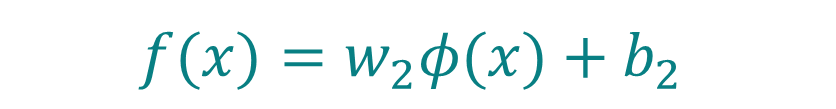 𝑓(𝑥) = 𝑤₂𝜙(𝑥) + 𝑏₂